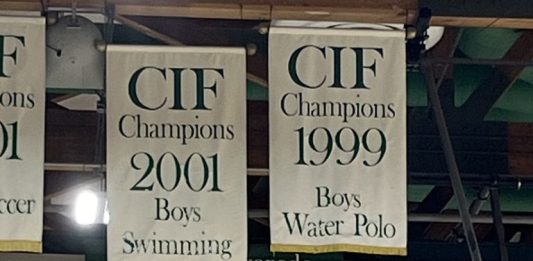 CIF
Champions
2001
Boys
Swimming
CIF
Champions
1999
Boys
Water Polo